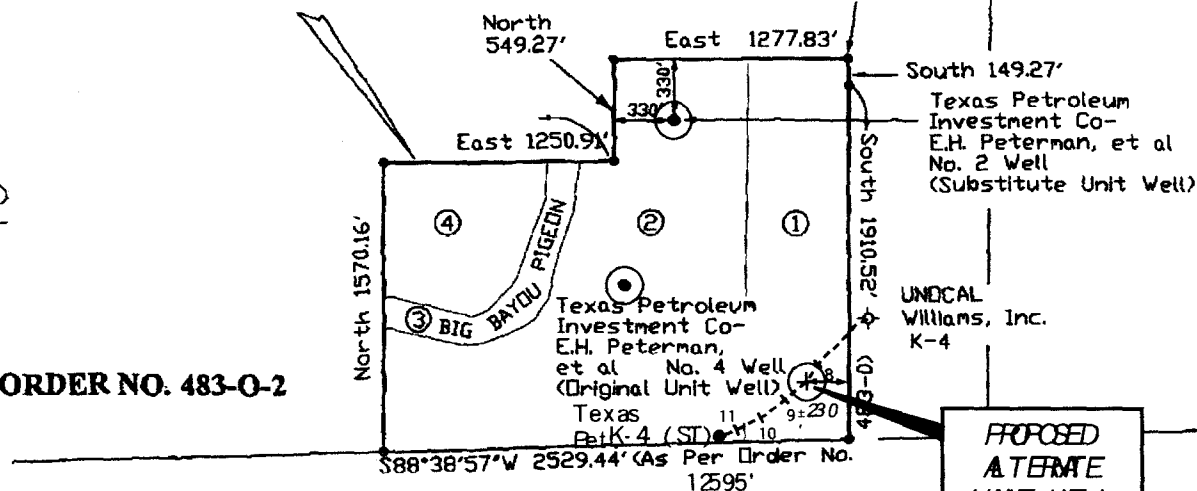 North
549.27'
East 1277.83'
South 149.27'
330'
330'
Texas Petroleum
Investment Co-
E.H. Peterman, et al
No. 2 Well
(Substitute Unit Well)
East 1250.91'
South 1910.52'
North 1570.16'
4
2
1
3
BIG BAYOU PIGEON
Texas Petroleum
Investment Co-
E.H. Peterman,
et al No. 4 Well
(Original Unit Well)
UNOCAL
Williams, Inc.
K-4
ORDER NO. 483-O-2
Texas
Pet K-4 (ST)
11
10
9
8
±230'
S88°38'57"W 2529.44' (As Per Order No.
483-O-
12595'
PROPOSED
ALTERNATE